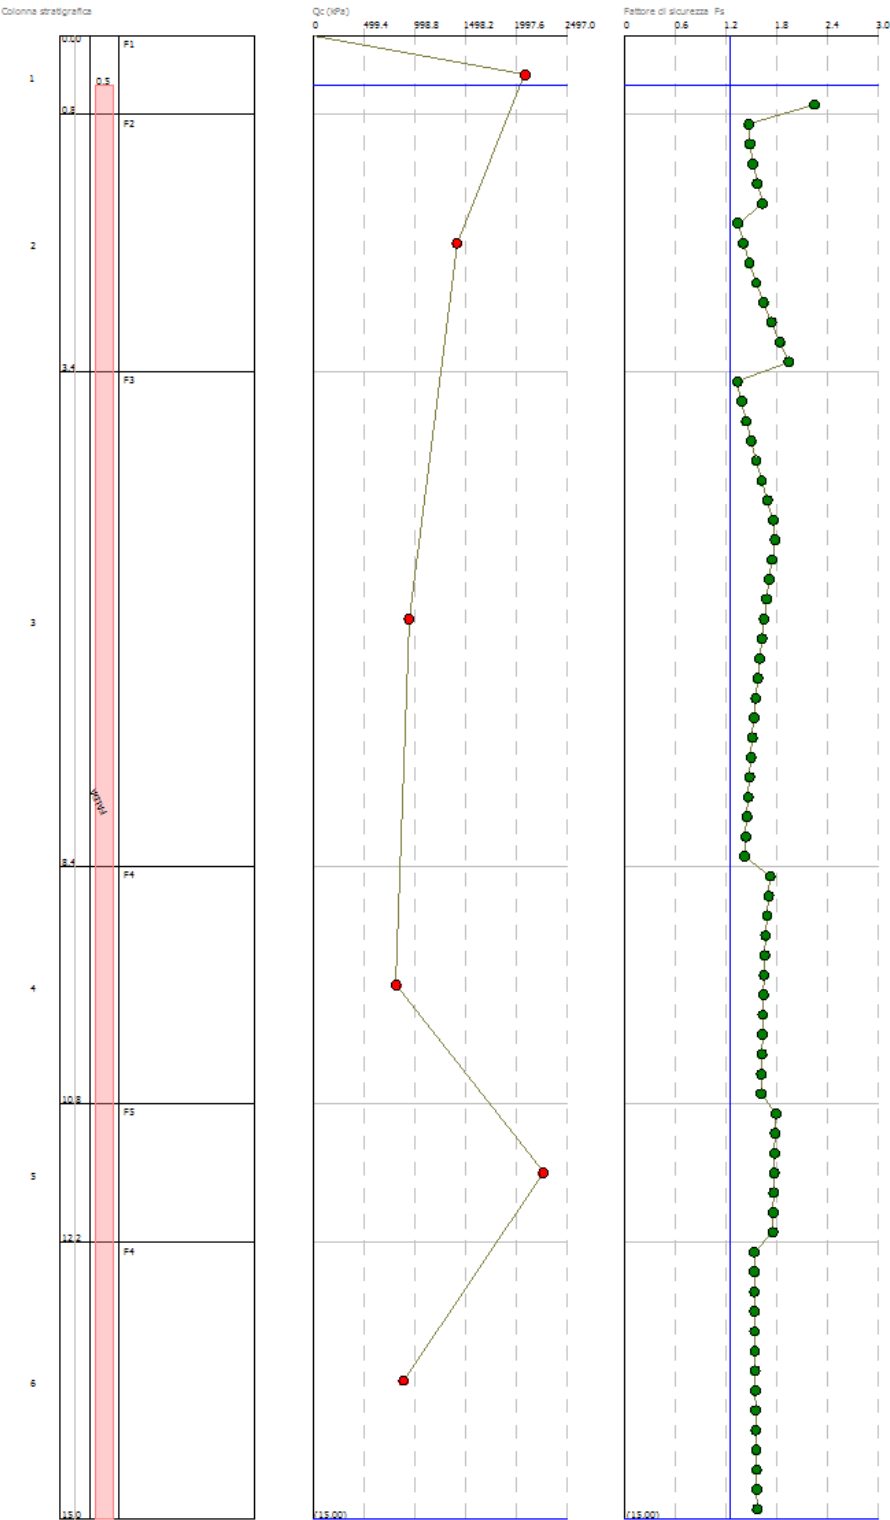 Colonna stratigrafica
Qc (kPa)
Fattore di sicurezza Fs
0 499.4 998.8 1498.2 1997.6 2497.0
0 0.6 1.2 1.8 2.4 3.0
0.00
F1
1
0.5
0.8
F2
2
3.4
F3
3
FALDA
8.4
F4
4
10.8
F5
5
12.2
F4
6
15.0
(15.00)
(15.00)